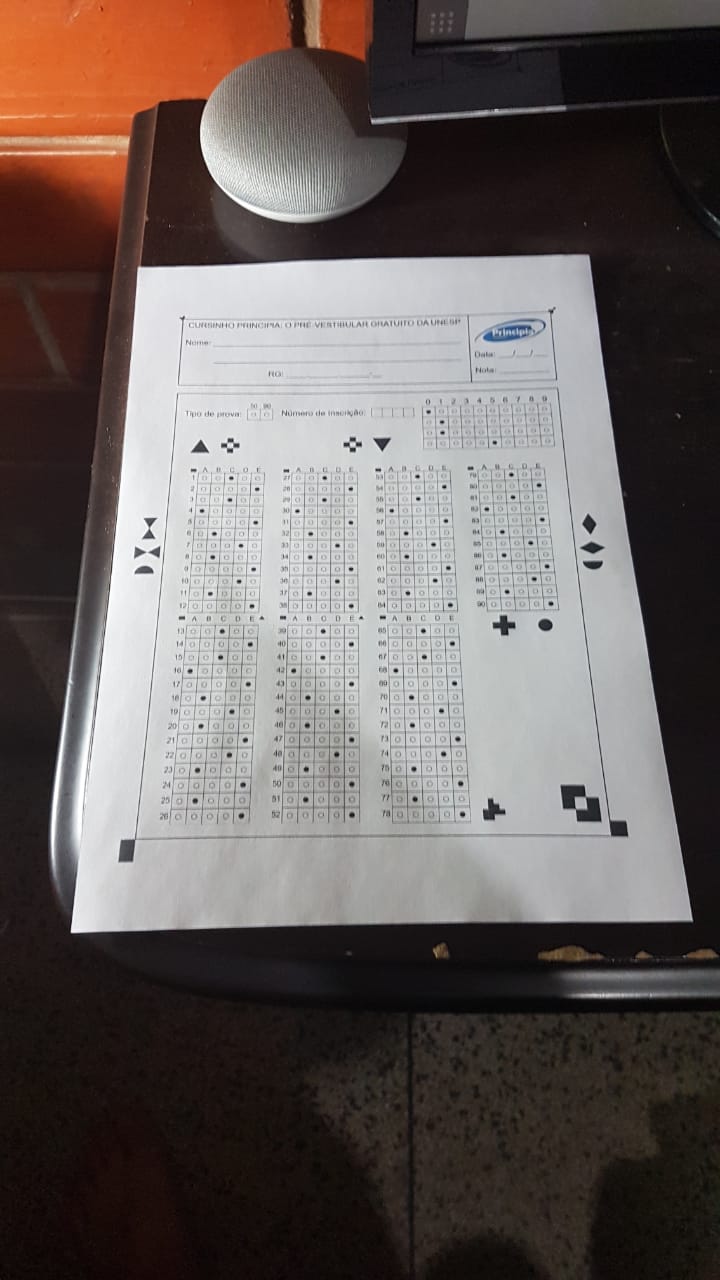 CURSINHO PRINCIPIA: O PRÉ-VESTIBULAR GRATUITO DA UNESP
Principia
Nome:
Data: __/__/__
RG:
Nota:
50 90
Tipo de prova:
Número de inscrição:
0 1 2 3 4 5 6 7 8 9
A B C D E A B C D E A B C D E A B C D E
1 27 53 79
2 28 54 80
3 29 55 81
4 30 56 82
5 31 57 83
6 32 58 84
7 33 59 85
8 34 60 86
9 35 61 87
10 36 62 88
11 37 63 89
12 38 64 90
A B C D E A B C D E A B C D E
13 39 65
14 40 66
15 41 67
16 42 68
17 43 69
18 44 70
19 45 71
20 46 72
21 47 73
22 48 74
23 49 75
24 50 76
25 51 77
26 52 78